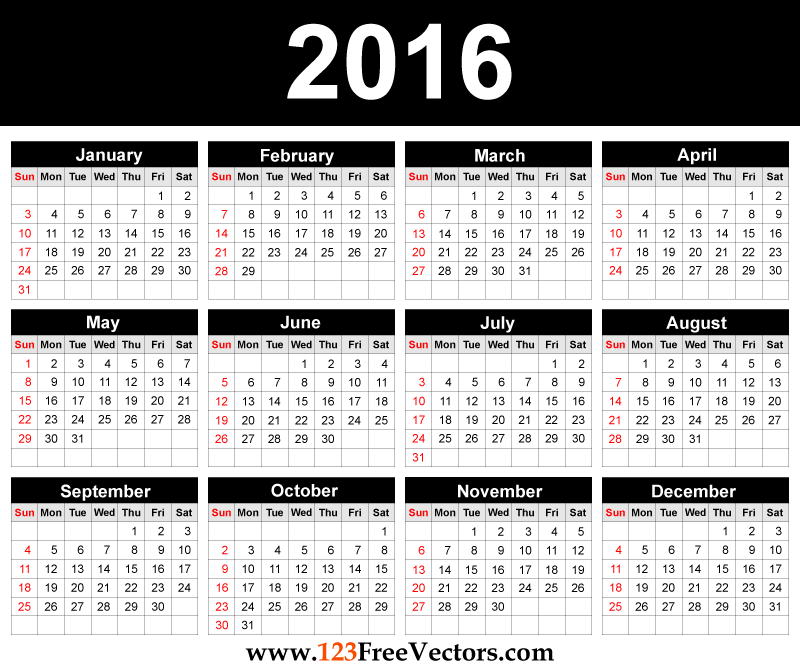 2016
January
Sun Mon Tue Wed Thu Fri Sat
1 2
3 4 5 6 7 8 9
10 11 12 13 14 15 16
17 18 19 20 21 22 23
24 25 26 27 28 29 30
31
February
Sun Mon Tue Wed Thu Fri Sat
1 2 3 4 5 6
7 8 9 10 11 12 13
14 15 16 17 18 19 20
21 22 23 24 25 26 27
28 29
March
Sun Mon Tue Wed Thu Fri Sat
1 2 3 4 5
6 7 8 9 10 11 12
13 14 15 16 17 18 19
20 21 22 23 24 25 26
27 28 29 30 31
April
Sun Mon Tue Wed Thu Fri Sat
1 2
3 4 5 6 7 8 9
10 11 12 13 14 15 16
17 18 19 20 21 22 23
24 25 26 27 28 29 30
May
Sun Mon Tue Wed Thu Fri Sat
1 2 3 4 5 6 7
8 9 10 11 12 13 14
15 16 17 18 19 20 21
22 23 24 25 26 27 28
29 30 31
June
Sun Mon Tue Wed Thu Fri Sat
1 2 3 4
5 6 7 8 9 10 11
12 13 14 15 16 17 18
19 20 21 22 23 24 25
26 27 28 29 30
July
Sun Mon Tue Wed Thu Fri Sat
1 2
3 4 5 6 7 8 9
10 11 12 13 14 15 16
17 18 19 20 21 22 23
24 25 26 27 28 29 30
31
August
Sun Mon Tue Wed Thu Fri Sat
1 2 3 4 5 6
7 8 9 10 11 12 13
14 15 16 17 18 19 20
21 22 23 24 25 26 27
28 29 30 31
September
Sun Mon Tue Wed Thu Fri Sat
1 2 3
4 5 6 7 8 9 10
11 12 13 14 15 16 17
18 19 20 21 22 23 24
25 26 27 28 29 30
October
Sun Mon Tue Wed Thu Fri Sat
1
2 3 4 5 6 7 8
9 10 11 12 13 14 15
16 17 18 19 20 21 22
23 24 25 26 27 28 29
30 31
November
Sun Mon Tue Wed Thu Fri Sat
1 2 3 4 5
6 7 8 9 10 11 12
13 14 15 16 17 18 19
20 21 22 23 24 25 26
27 28 29 30
December
Sun Mon Tue Wed Thu Fri Sat
1 2 3
4 5 6 7 8 9 10
11 12 13 14 15 16 17
18 19 20 21 22 23 24
25 26 27 28 29 30 31
www.123FreeVectors.com